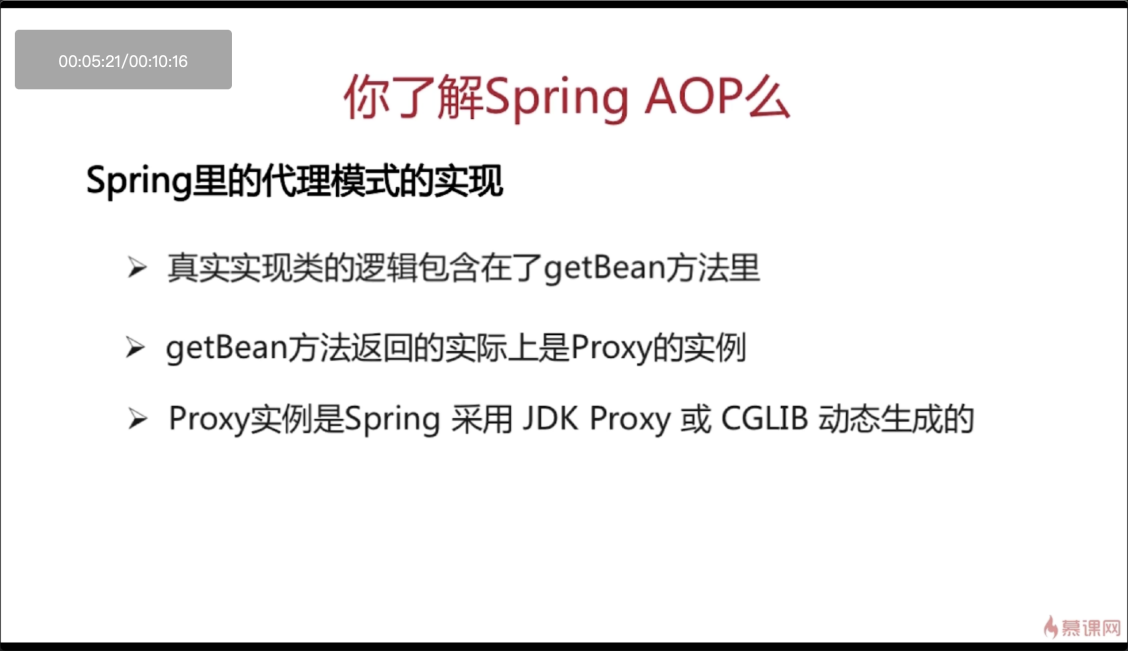 00:05:21/00:10:16
你了解Spring AOP么
Spring里的代理模式的实现
➢ 真实实现类的逻辑包含在了getBean方法里
➢ getBean方法返回的实际上是Proxy的实例
➢ Proxy实例是Spring 采用 JDK Proxy 或 CGLIB 动态生成的
慕课网